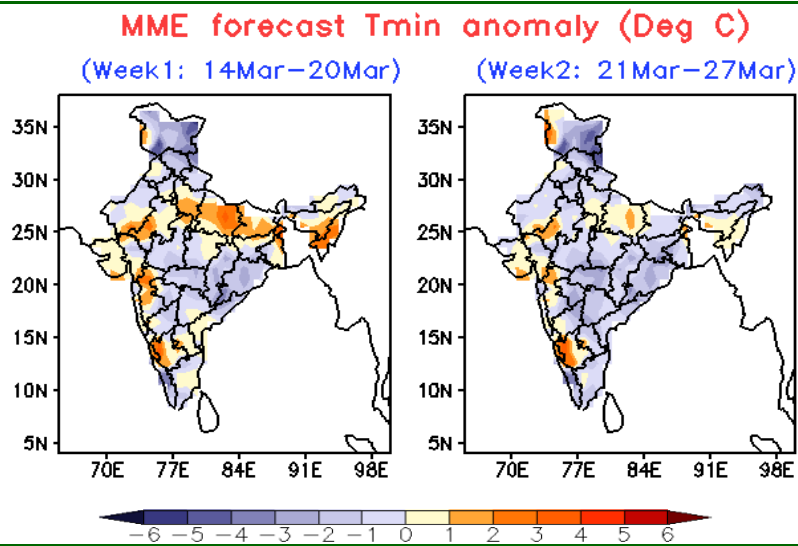 MME forecast Tmin anomaly (Deg C)
(Week1: 14Mar-20Mar)
(Week2: 21Mar-27Mar)
35N
30N
25N
20N
15N
10N
5N
70E 77E 84E 91E 98E
35N
30N
25N
20N
15N
10N
5N
70E 77E 84E 91E 98E
-6 -5 -4 -3 -2 -1 0 1 2 3 4 5 6